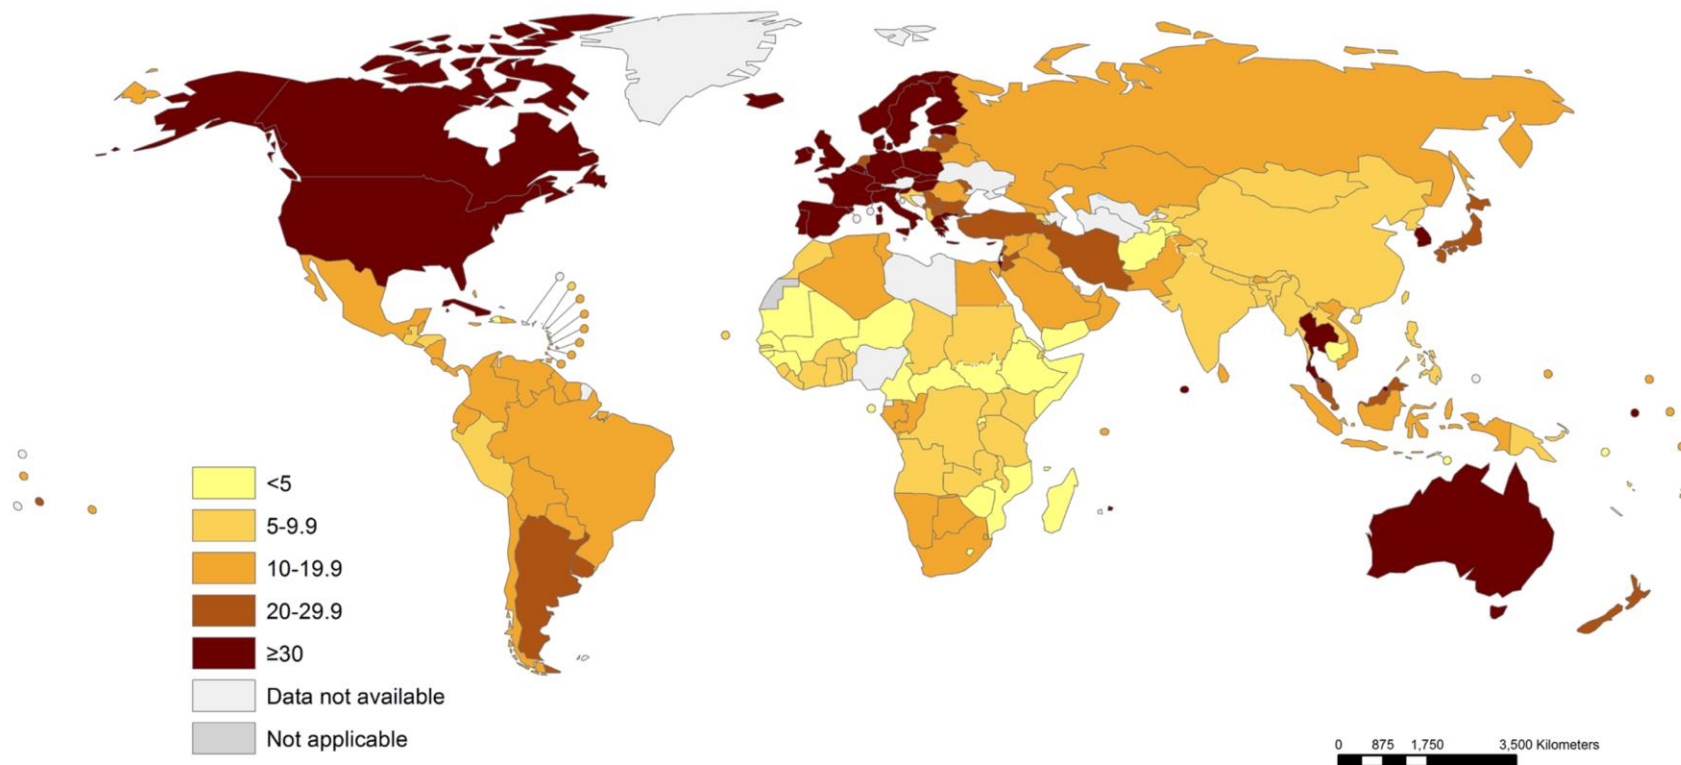 <5
5-9.9
10-19.9
20-29.9
≥30
Data not available
Not applicable
0 875 1,750 3,500 Kilometers